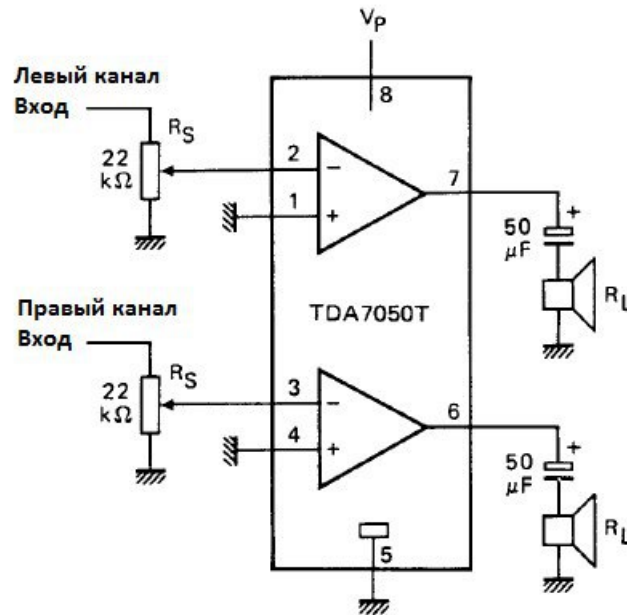 V_P
8
Левый канал
Вход
R_S
22
kΩ
2
−
1
+
7
+
50
μF
R_L
TDA7050T
Правый канал
Вход
R_S
22
kΩ
3
−
4
+
6
+
50
μF
R_L
5